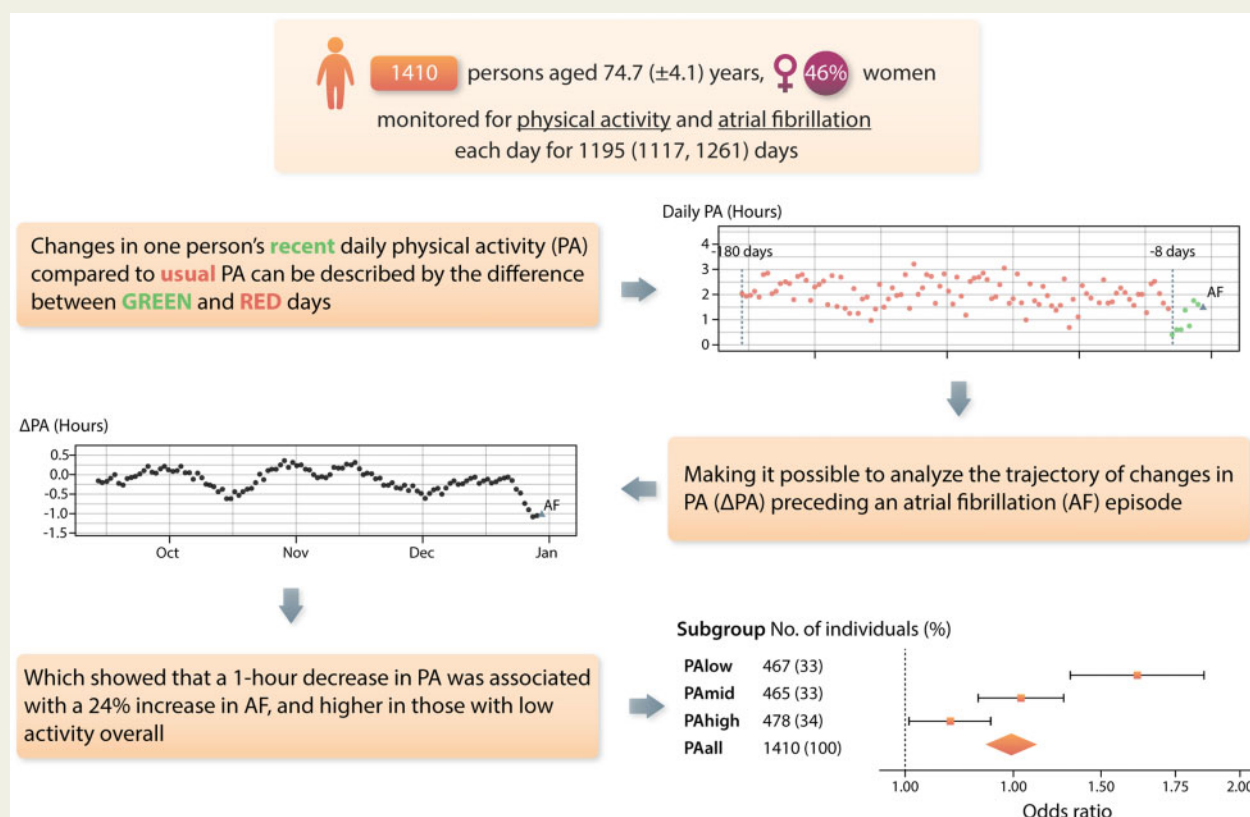 1410 persons aged 74.7 (±4.1) years, 46% women
monitored for physical activity and atrial fibrillation
each day for 1195 (1117, 1261) days
Changes in one person's recent daily physical activity (PA)
compared to usual PA can be described by the difference
between GREEN and RED days
Daily PA (Hours)
4
3
2
1
0
-180 days
-8 days
AF
ΔPA (Hours)
0.5
0.0
-0.5
-1.0
-1.5
AF
Oct Nov Dec Jan
Making it possible to analyze the trajectory of changes in
PA (ΔPA) preceding an atrial fibrillation (AF) episode
Which showed that a 1-hour decrease in PA was associated
with a 24% increase in AF, and higher in those with low
activity overall
Subgroup No. of individuals (%)
PAlow 467 (33)
PAmid 465 (33)
PAhigh 478 (34)
PAall 1410 (100)
1.00 1.00 1.50 1.75 2.00
Odds ratio